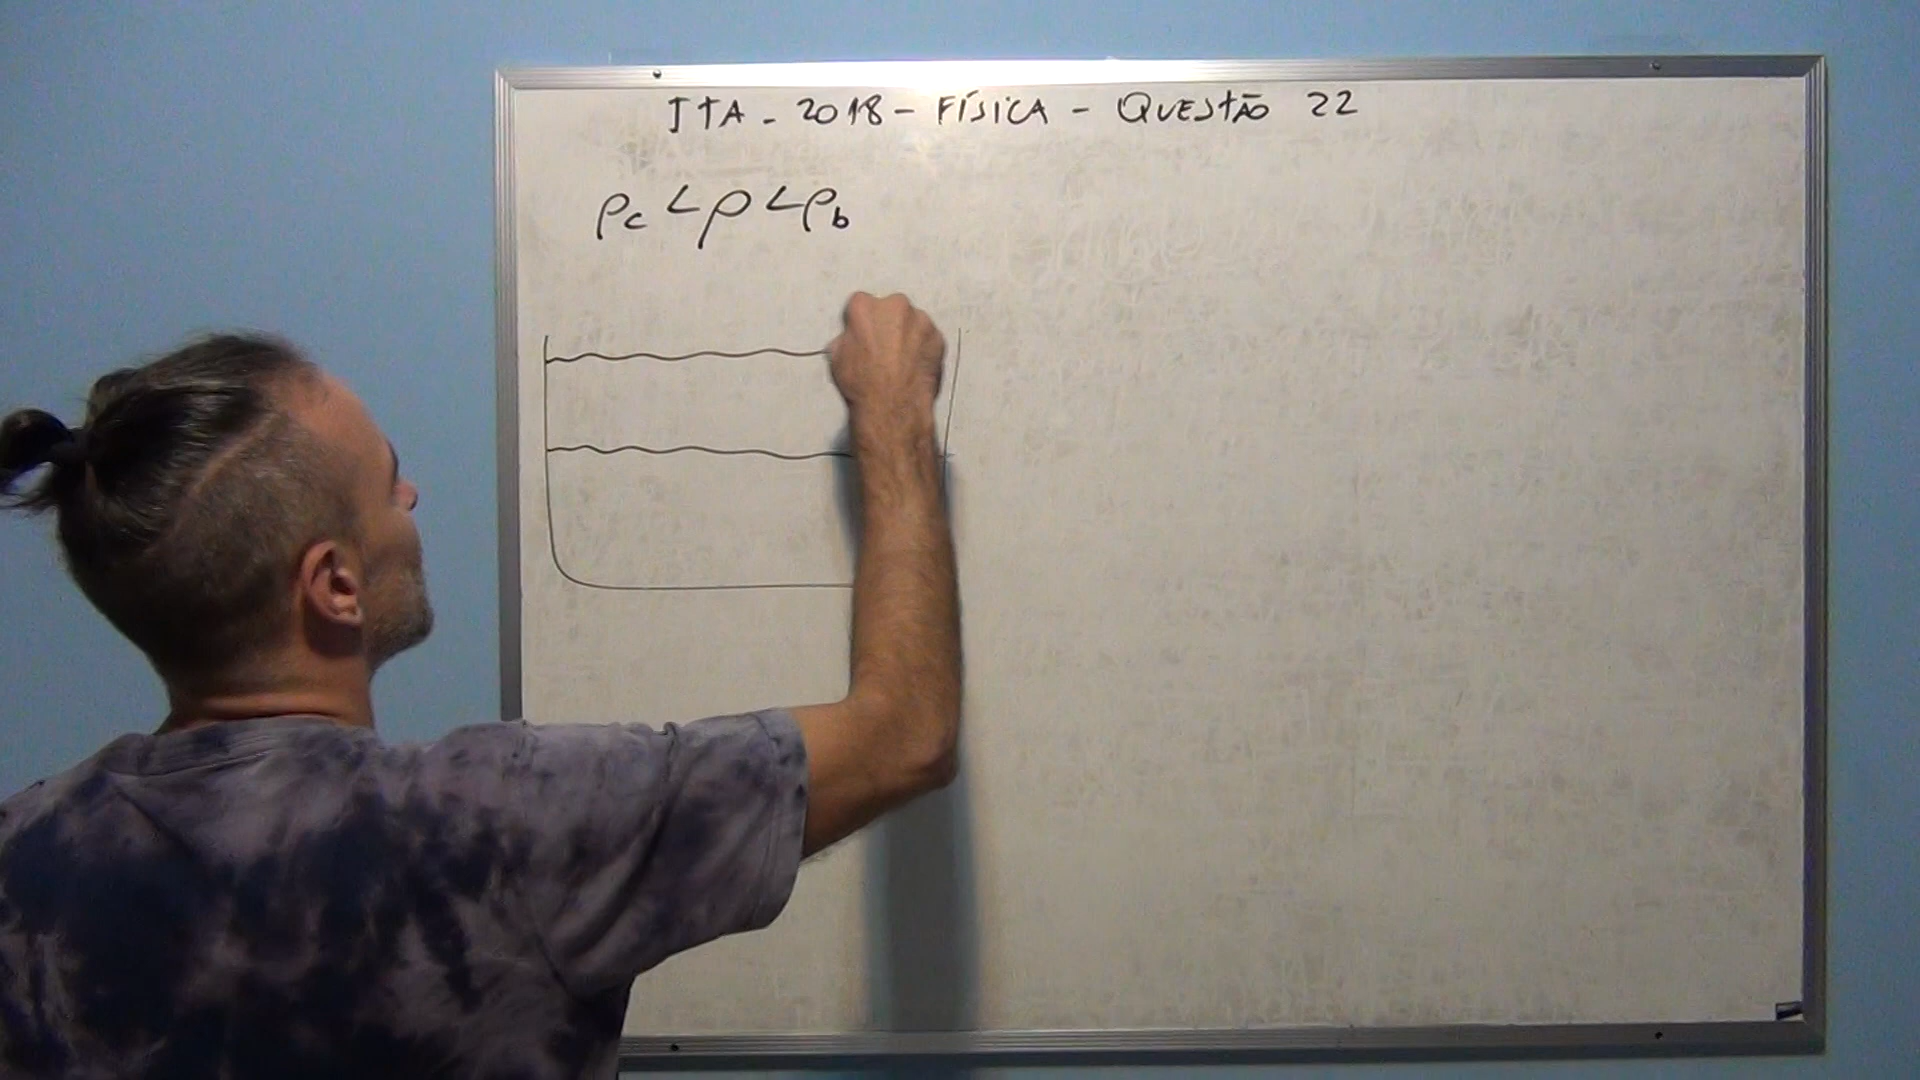 ITA - 2018 - FÍSICA - QUESTÃO 22
ρc < ρ < ρb